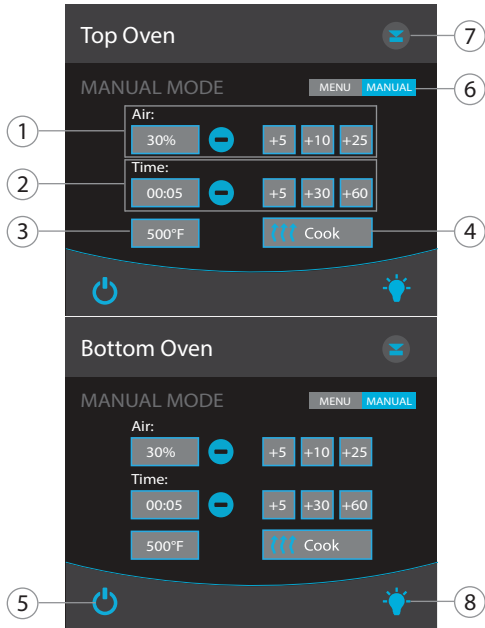 Top Oven
7
MANUAL MODE
MENU MANUAL
6
Air:
1
30% +5 +10 +25
Time:
2
00:05 +5 +30 +60
3
500°F Cook
4
Bottom Oven
MANUAL MODE
MENU MANUAL
Air:
30% +5 +10 +25
Time:
00:05 +5 +30 +60
500°F Cook
5
8